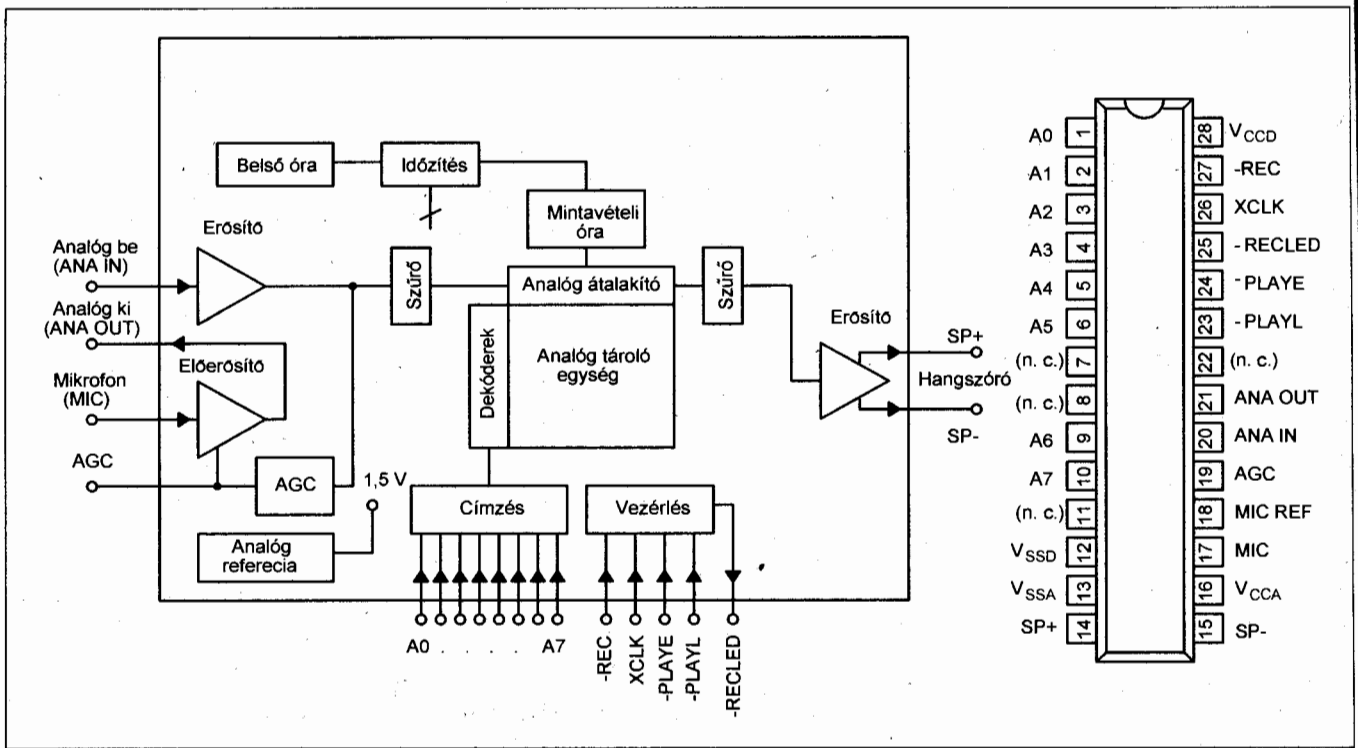 Belső óra
Időzítés
Mintavételi
óra
Erősítő
Analóg be
(ANA IN)
Szűrő
Analóg átalakító
Szűrő
Analóg ki
(ANA OUT)
Előerősítő
Dekóderek
Analóg tároló
egység
Erősítő
SP+
Hangszóró
SP-
Mikrofon
(MIC)
AGC
AGC
1,5 V
Címzés
Vezérlés
Analóg
referecia
A0 . . . . A7
-REC
XCLK
-PLAYE
-PLAYL
-RECLED
A0 1
A1 2
A2 3
A3 4
A4 5
A5 6
(n. c.) 7
(n. c.) 8
A6 9
A7 10
(n. c.) 11
VSSD 12
VSSA 13
SP+ 14
28 VCCD
27 -REC
26 XCLK
25 -RECLED
24 -PLAYE
23 -PLAYL
22 (n. c.)
21 ANA OUT
20 ANA IN
19 AGC
18 MIC REF
17 MIC
16 VCCA
15 SP-